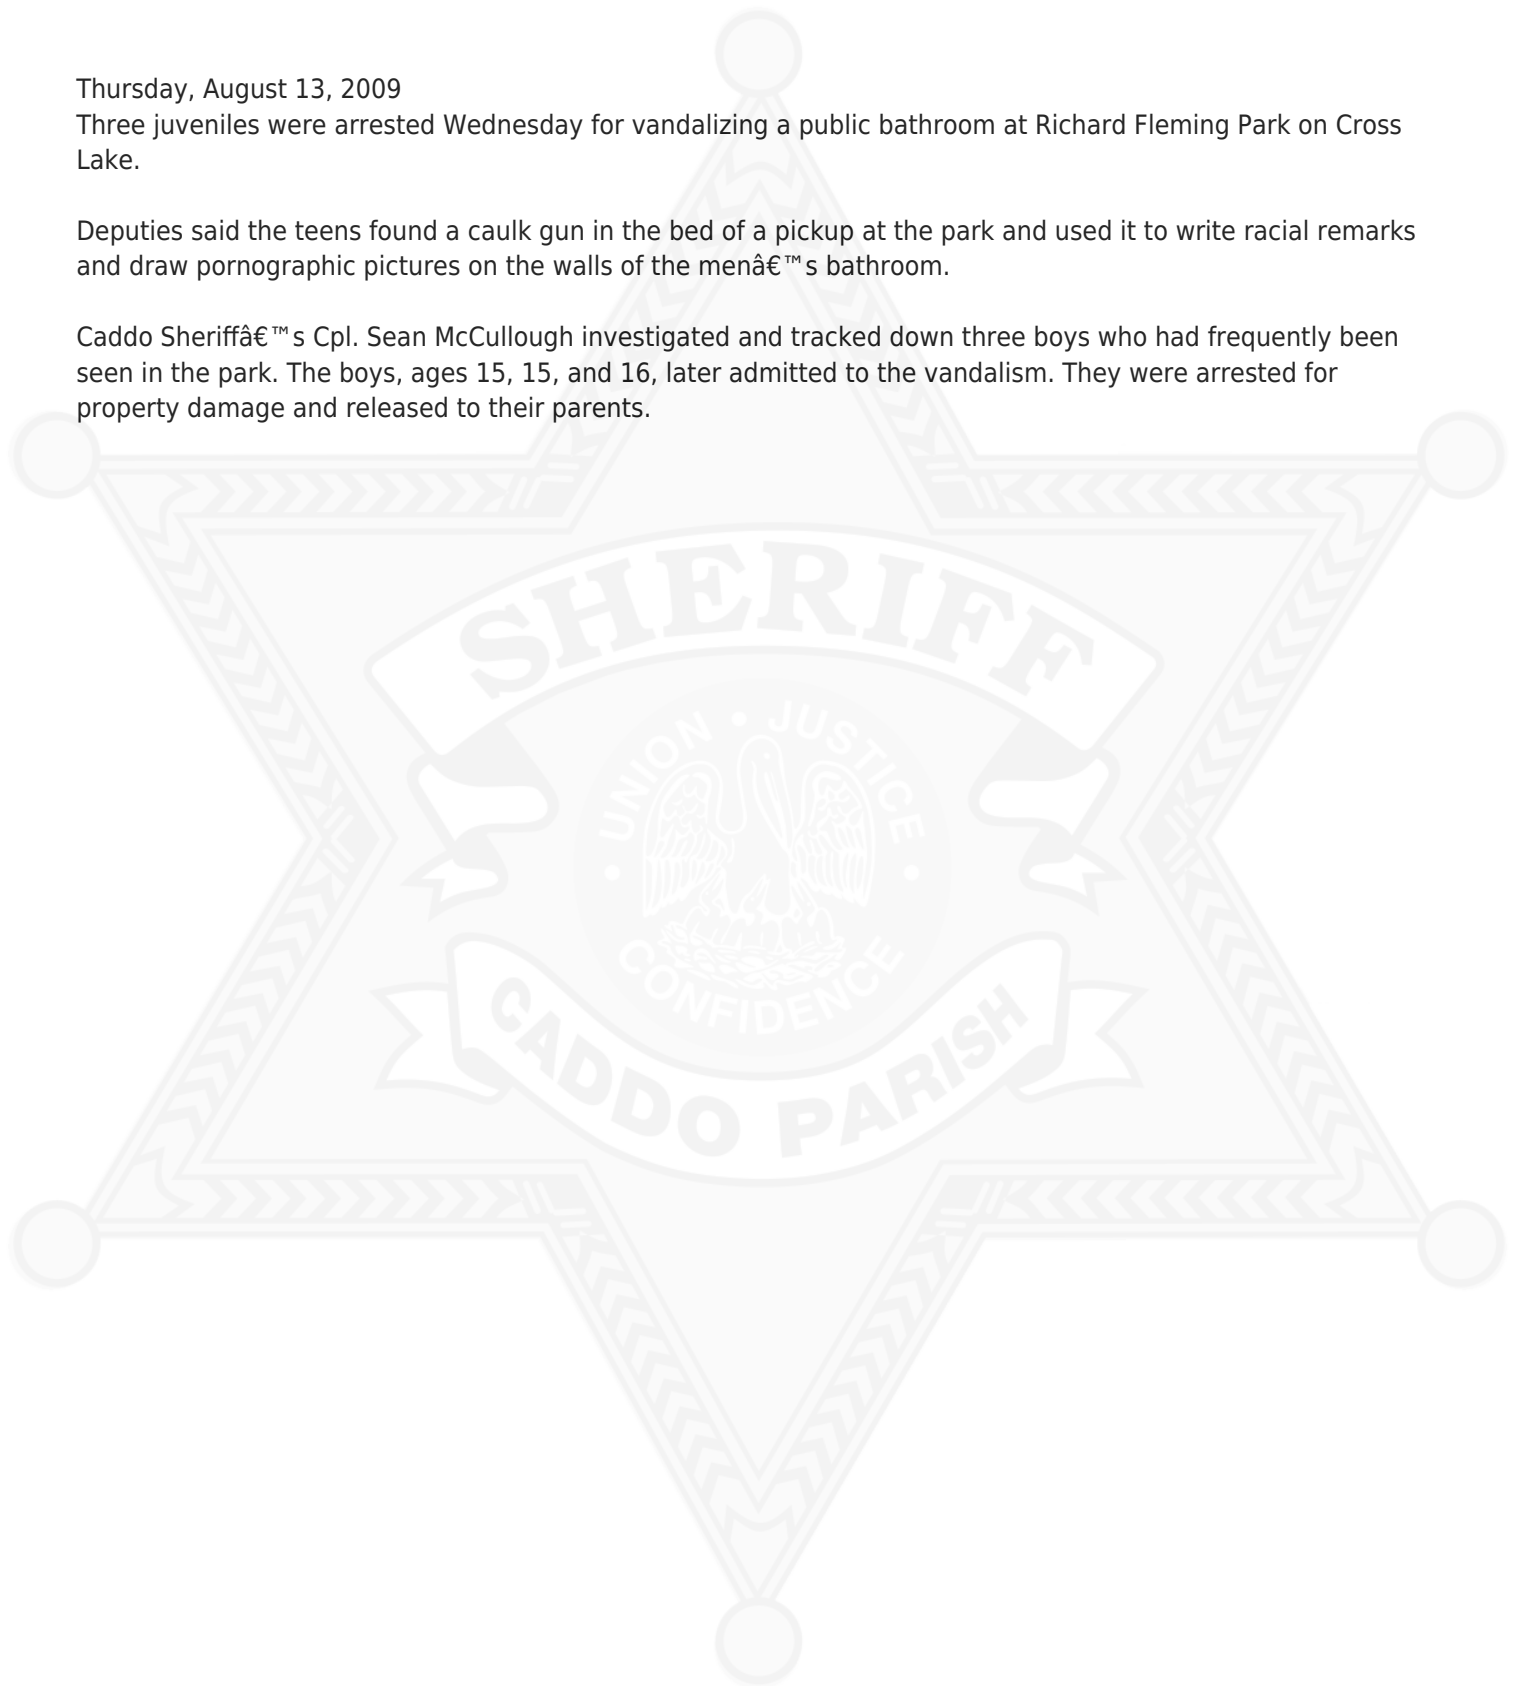 Thursday, August 13, 2009
Three juveniles were arrested Wednesday for vandalizing a public bathroom at Richard Fleming Park on Cross
Lake.
Deputies said the teens found a caulk gun in the bed of a pickup at the park and used it to write racial remarks
and draw pornographic pictures on the walls of the menâ€™s bathroom.
Caddo Sheriffâ€™s Cpl. Sean McCullough investigated and tracked down three boys who had frequently been
seen in the park. The boys, ages 15, 15, and 16, later admitted to the vandalism. They were arrested for
property damage and released to their parents.
SHERIFF
UNION • JUSTICE
• CONFIDENCE •
CADDO PARISH